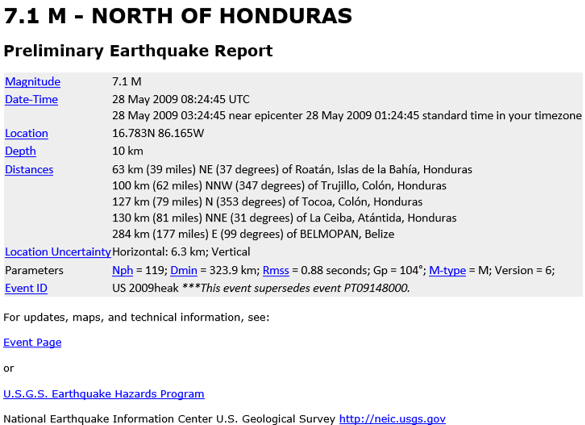 7.1 M - NORTH OF HONDURAS
Preliminary Earthquake Report
Magnitude 7.1 M
Date-Time 28 May 2009 08:24:45 UTC
28 May 2009 03:24:45 near epicenter 28 May 2009 01:24:45 standard time in your timezone
Location 16.783N 86.165W
Depth 10 km
Distances 63 km (39 miles) NE (37 degrees) of Roatán, Islas de la Bahía, Honduras
100 km (62 miles) NNW (347 degrees) of Trujillo, Colón, Honduras
127 km (79 miles) N (353 degrees) of Tocoa, Colón, Honduras
130 km (81 miles) NNE (31 degrees) of La Ceiba, Atántida, Honduras
284 km (177 miles) E (99 degrees) of BELMOPAN, Belize
Location Uncertainty Horizontal: 6.3 km; Vertical
Parameters Nph = 119; Dmin = 323.9 km; Rmss = 0.88 seconds; Gp = 104°; M-type = M; Version = 6;
Event ID US 2009heak ***This event supersedes event PT09148000.
For updates, maps, and technical information, see:
Event Page
or
U.S.G.S. Earthquake Hazards Program
National Earthquake Information Center U.S. Geological Survey http://neic.usgs.gov